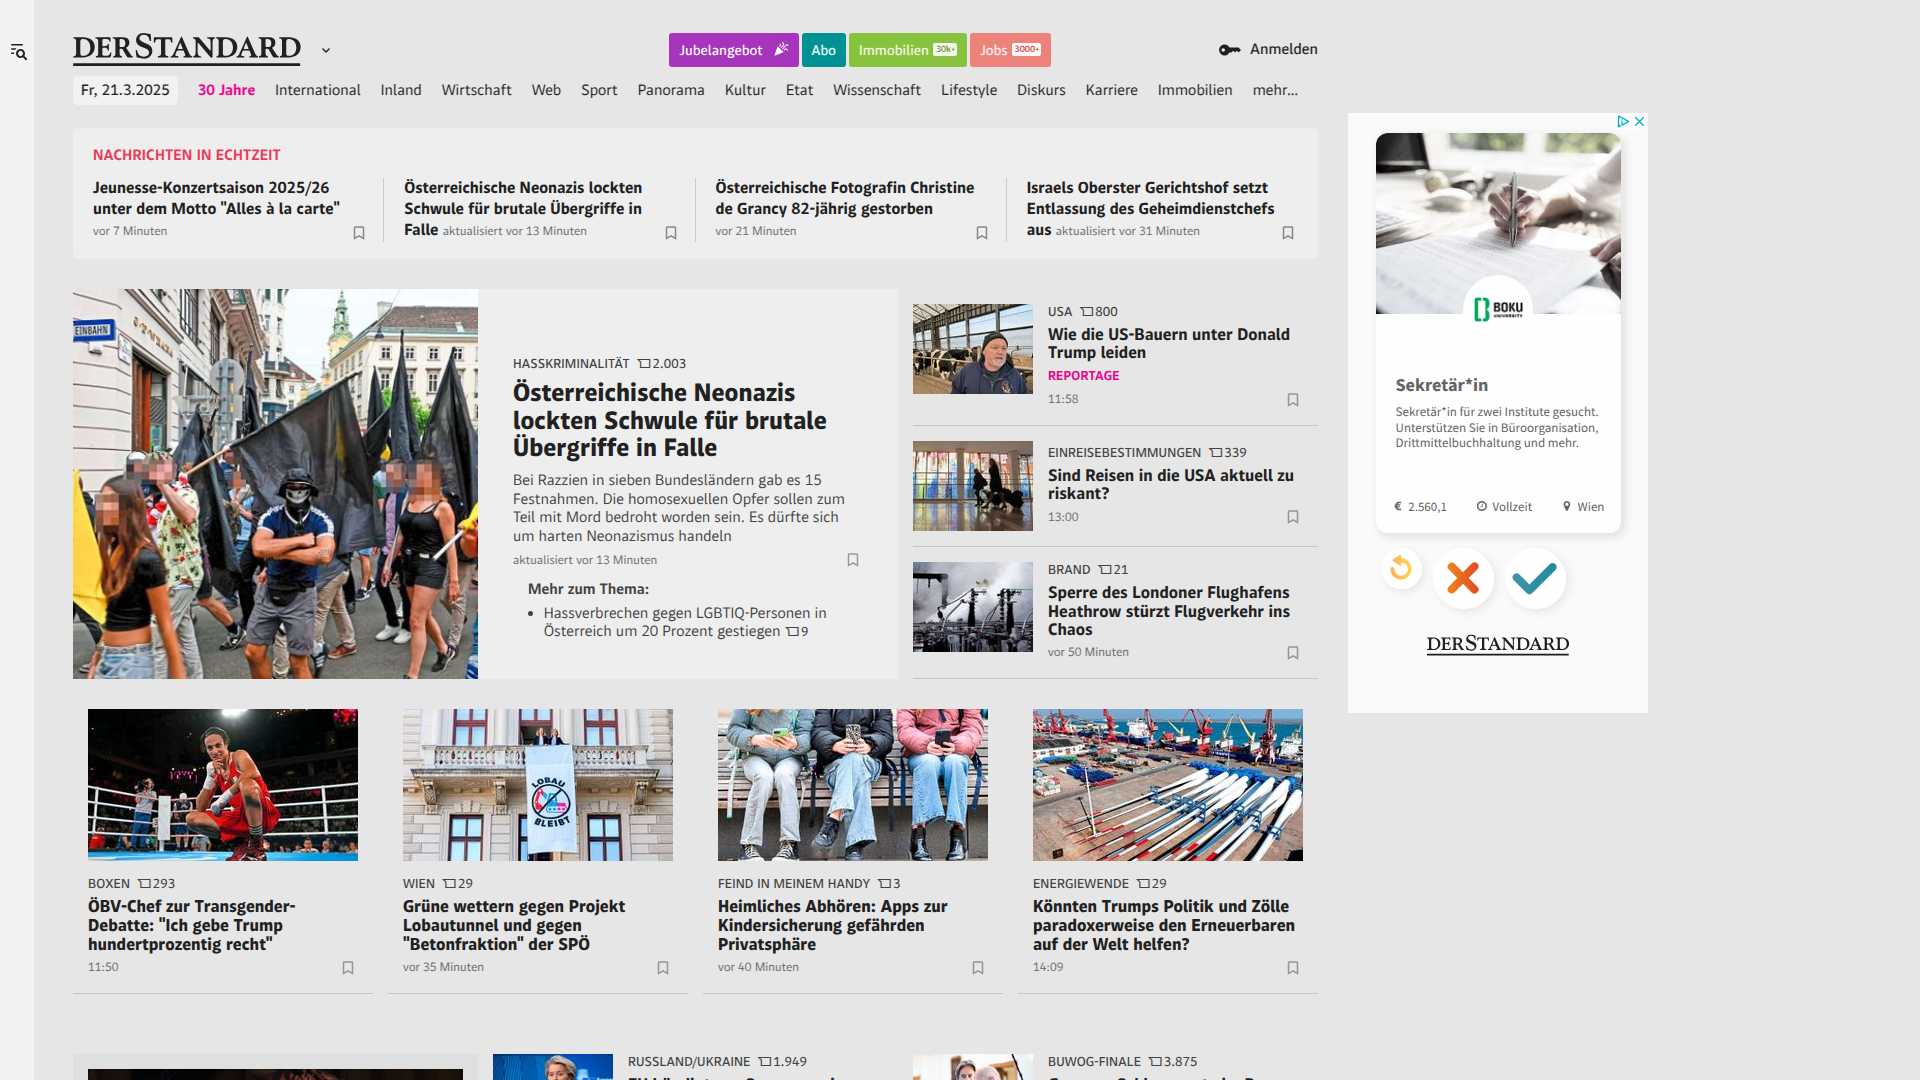 DERSTANDARD
Jubelangebot
Abo
Immobilien 30k+
Jobs 3000+
Anmelden
Fr, 21.3.2025
30 Jahre
International
Inland
Wirtschaft
Web
Sport
Panorama
Kultur
Etat
Wissenschaft
Lifestyle
Diskurs
Karriere
Immobilien
mehr...
NACHRICHTEN IN ECHTZEIT
Jeunesse-Konzertsaison 2025/26
unter dem Motto "Alles à la carte"
vor 7 Minuten
Österreichische Neonazis lockten
Schwule für brutale Übergriffe in
Falle aktualisiert vor 13 Minuten
Österreichische Fotografin Christine
de Grancy 82-jährig gestorben
vor 21 Minuten
Israels Oberster Gerichtshof setzt
Entlassung des Geheimdienstchefs
aus aktualisiert vor 31 Minuten
EINBAHN
HASSKRIMINALITÄT 2.003
Österreichische Neonazis
lockten Schwule für brutale
Übergriffe in Falle
Bei Razzien in sieben Bundesländern gab es 15
Festnahmen. Die homosexuellen Opfer sollen zum
Teil mit Mord bedroht worden sein. Es dürfte sich
um harten Neonazismus handeln
aktualisiert vor 13 Minuten
Mehr zum Thema:
• Hassverbrechen gegen LGBTIQ-Personen in
Österreich um 20 Prozent gestiegen 9
USA 800
Wie die US-Bauern unter Donald
Trump leiden
REPORTAGE
11:58
EINREISEBESTIMMUNGEN 339
Sind Reisen in die USA aktuell zu
riskant?
13:00
BRAND 21
Sperre des Londoner Flughafens
Heathrow stürzt Flugverkehr ins
Chaos
vor 50 Minuten
BOKU
UNIVERSITY
Sekretär*in
Sekretär*in für zwei Institute gesucht.
Unterstützen Sie in Büroorganisation,
Drittmittelbuchhaltung und mehr.
€ 2.560,1
Vollzeit
Wien
DERSTANDARD
LOBAU
BLEIBT
BOXEN 293
ÖBV-Chef zur Transgender-
Debatte: "Ich gebe Trump
hundertprozentig recht"
11:50
WIEN 29
Grüne wettern gegen Projekt
Lobautunnel und gegen
"Betonfraktion" der SPÖ
vor 35 Minuten
FEIND IN MEINEM HANDY 3
Heimliches Abhören: Apps zur
Kindersicherung gefährden
Privatsphäre
vor 40 Minuten
ENERGIEWENDE 29
Könnten Trumps Politik und Zölle
paradoxerweise den Erneuerbaren
auf der Welt helfen?
14:09
RUSSLAND/UKRAINE 1.949
BUWOG-FINALE 3.875